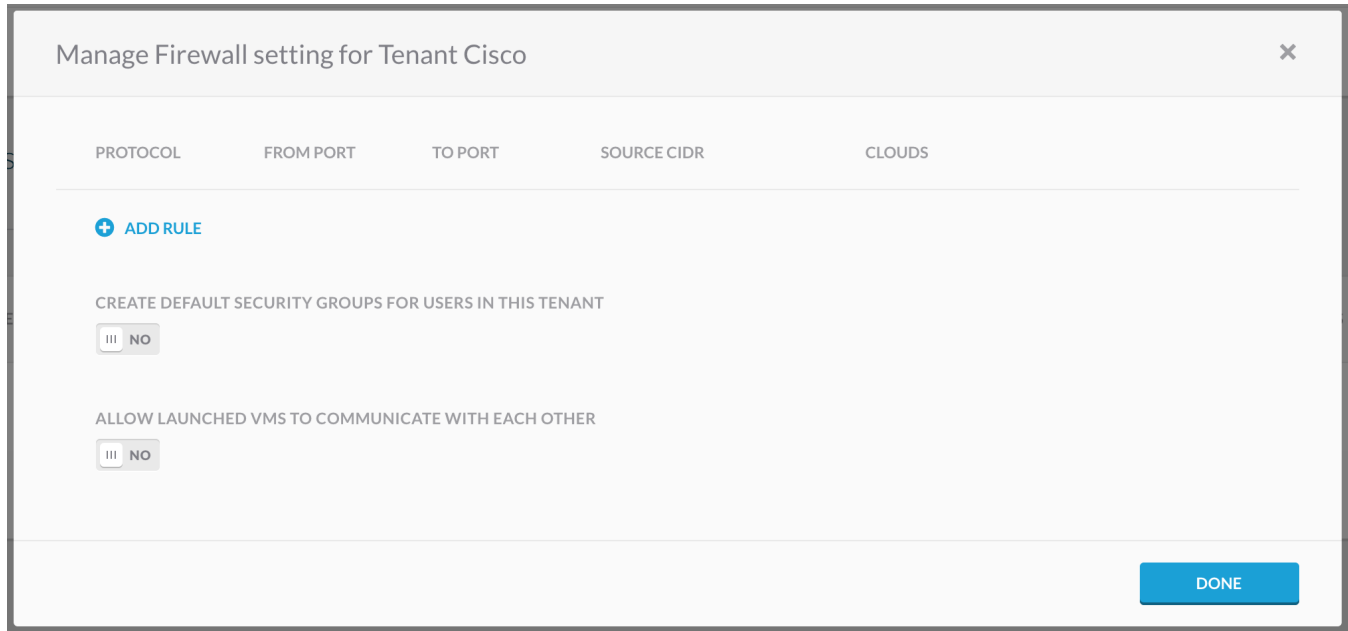 Manage Firewall setting for Tenant Cisco
PROTOCOL FROM PORT TO PORT SOURCE CIDR CLOUDS
ADD RULE
CREATE DEFAULT SECURITY GROUPS FOR USERS IN THIS TENANT
NO
ALLOW LAUNCHED VMS TO COMMUNICATE WITH EACH OTHER
NO
DONE